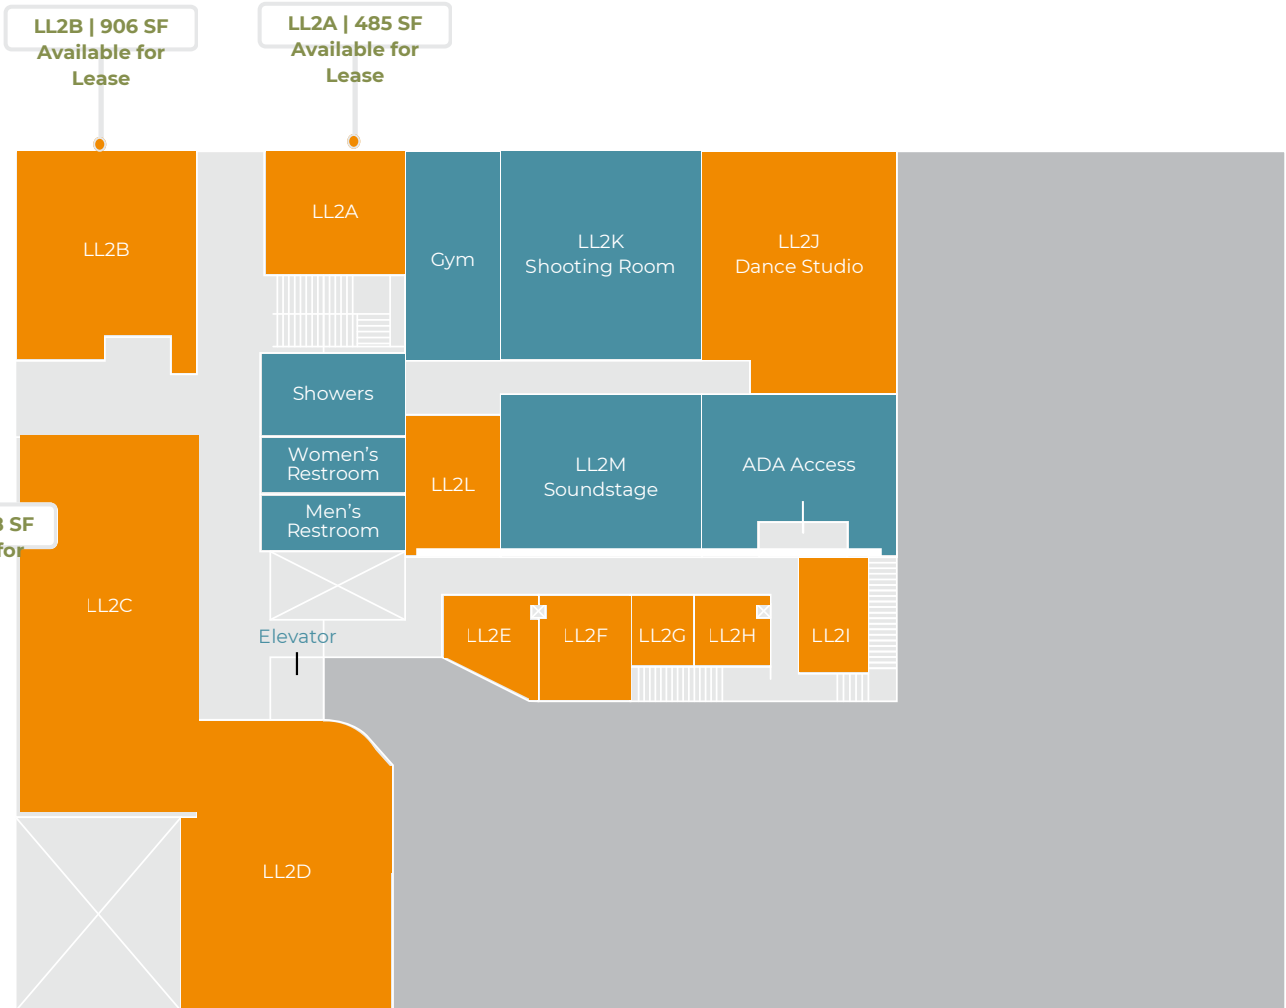 LL2B | 906 SF
Available for
Lease
LL2A | 485 SF
Available for
Lease
LL2B
LL2A
Gym
LL2K
Shooting Room
LL2J
Dance Studio
Showers
Women's
Restroom
Men's
Restroom
LL2L
LL2M
Soundstage
ADA Access
SF
for
LL2C
Elevator
LL2E
LL2F
LL2G
LL2H
LL2I
LL2D